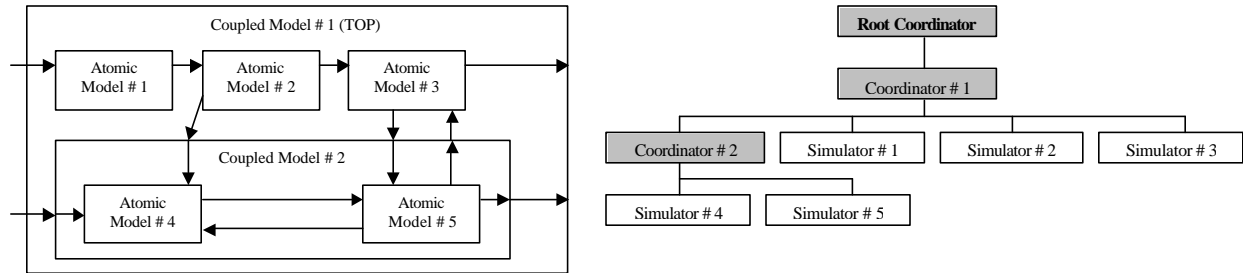 Coupled Model # 1 (TOP)
Atomic
Model # 1
Atomic
Model # 2
Atomic
Model # 3
Coupled Model # 2
Atomic
Model # 4
Atomic
Model # 5
Root Coordinator
Coordinator # 1
Coordinator # 2
Simulator # 1
Simulator # 2
Simulator # 3
Simulator # 4
Simulator # 5